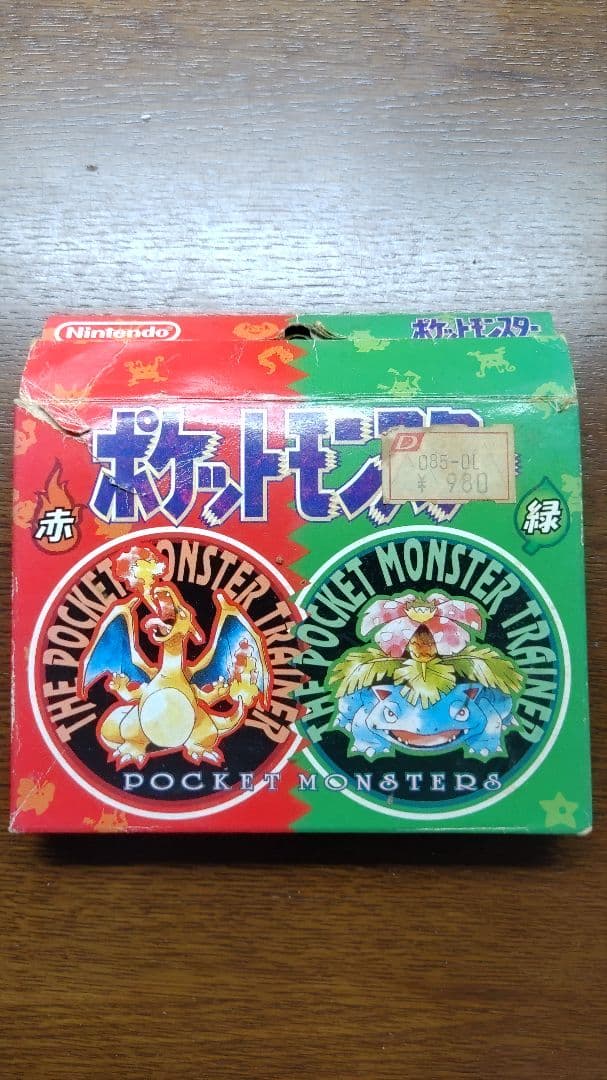 Nintendo
ポケットモンスター
ポケットモンスター
D
085-DL
¥ 980
赤
緑
THE POCKET MONSTER TRAINER
THE POCKET MONSTER TRAINER
POCKET MONSTERS